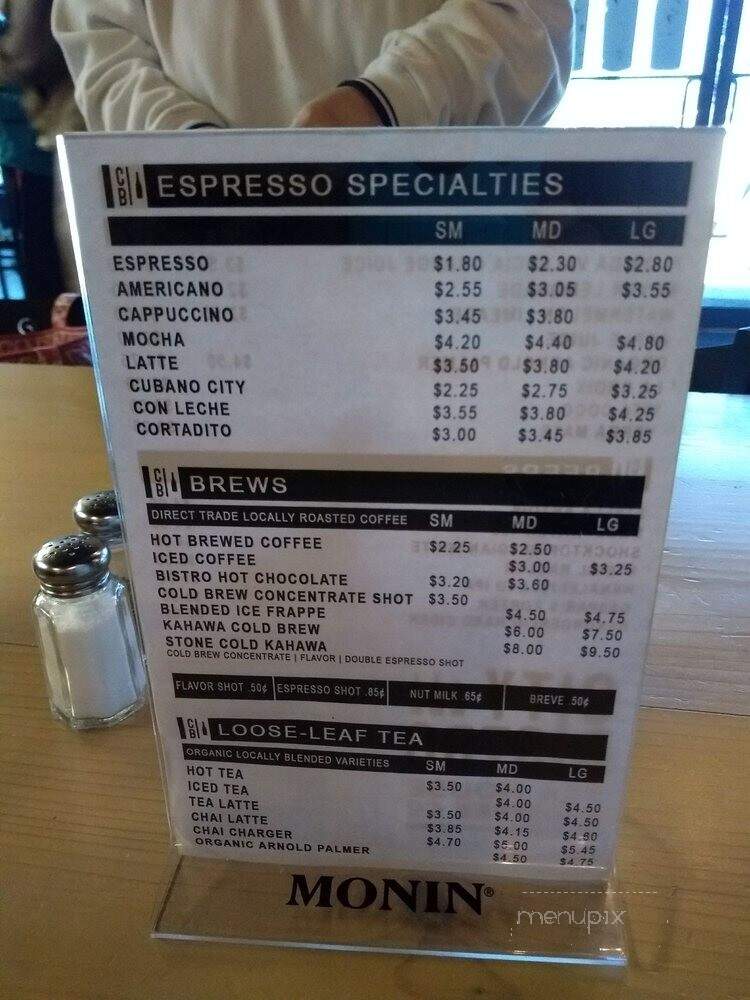 CBI ESPRESSO SPECIALTIES
SM MD LG
ESPRESSO $1.80 $2.30 $2.80
AMERICANO $2.55 $3.05 $3.55
CAPPUCCINO $3.45 $3.80
MOCHA $4.20 $4.40 $4.80
LATTE $3.50 $3.80 $4.20
CUBANO CITY $2.25 $2.75 $3.25
CON LECHE $3.55 $3.80 $4.25
CORTADITO $3.00 $3.45 $3.85
CBI BREWS
DIRECT TRADE LOCALLY ROASTED COFFEE SM MD LG
HOT BREWED COFFEE $2.25 $2.50
ICED COFFEE $3.00 $3.25
BISTRO HOT CHOCOLATE $3.20 $3.60
COLD BREW CONCENTRATE SHOT $3.50
BLENDED ICE FRAPPE $4.50 $4.75
KAHAWA COLD BREW $6.00 $7.50
STONE COLD KAHAWA $8.00 $9.50
COLD BREW CONCENTRATE | FLAVOR | DOUBLE ESPRESSO SHOT
FLAVOR SHOT .50¢ ESPRESSO SHOT .85¢ NUT MILK .65¢ BREVE .50¢
CBI LOOSE-LEAF TEA
ORGANIC LOCALLY BLENDED VARIETIES SM MD LG
HOT TEA $3.50 $4.00
ICED TEA $4.00 $4.50
TEA LATTE $3.50 $4.00 $4.50
CHAI LATTE $3.85 $4.15 $4.60
CHAI CHARGER $4.70 $5.00 $5.45
ORGANIC ARNOLD PALMER $4.50 $4.75
MONIN®
menupix